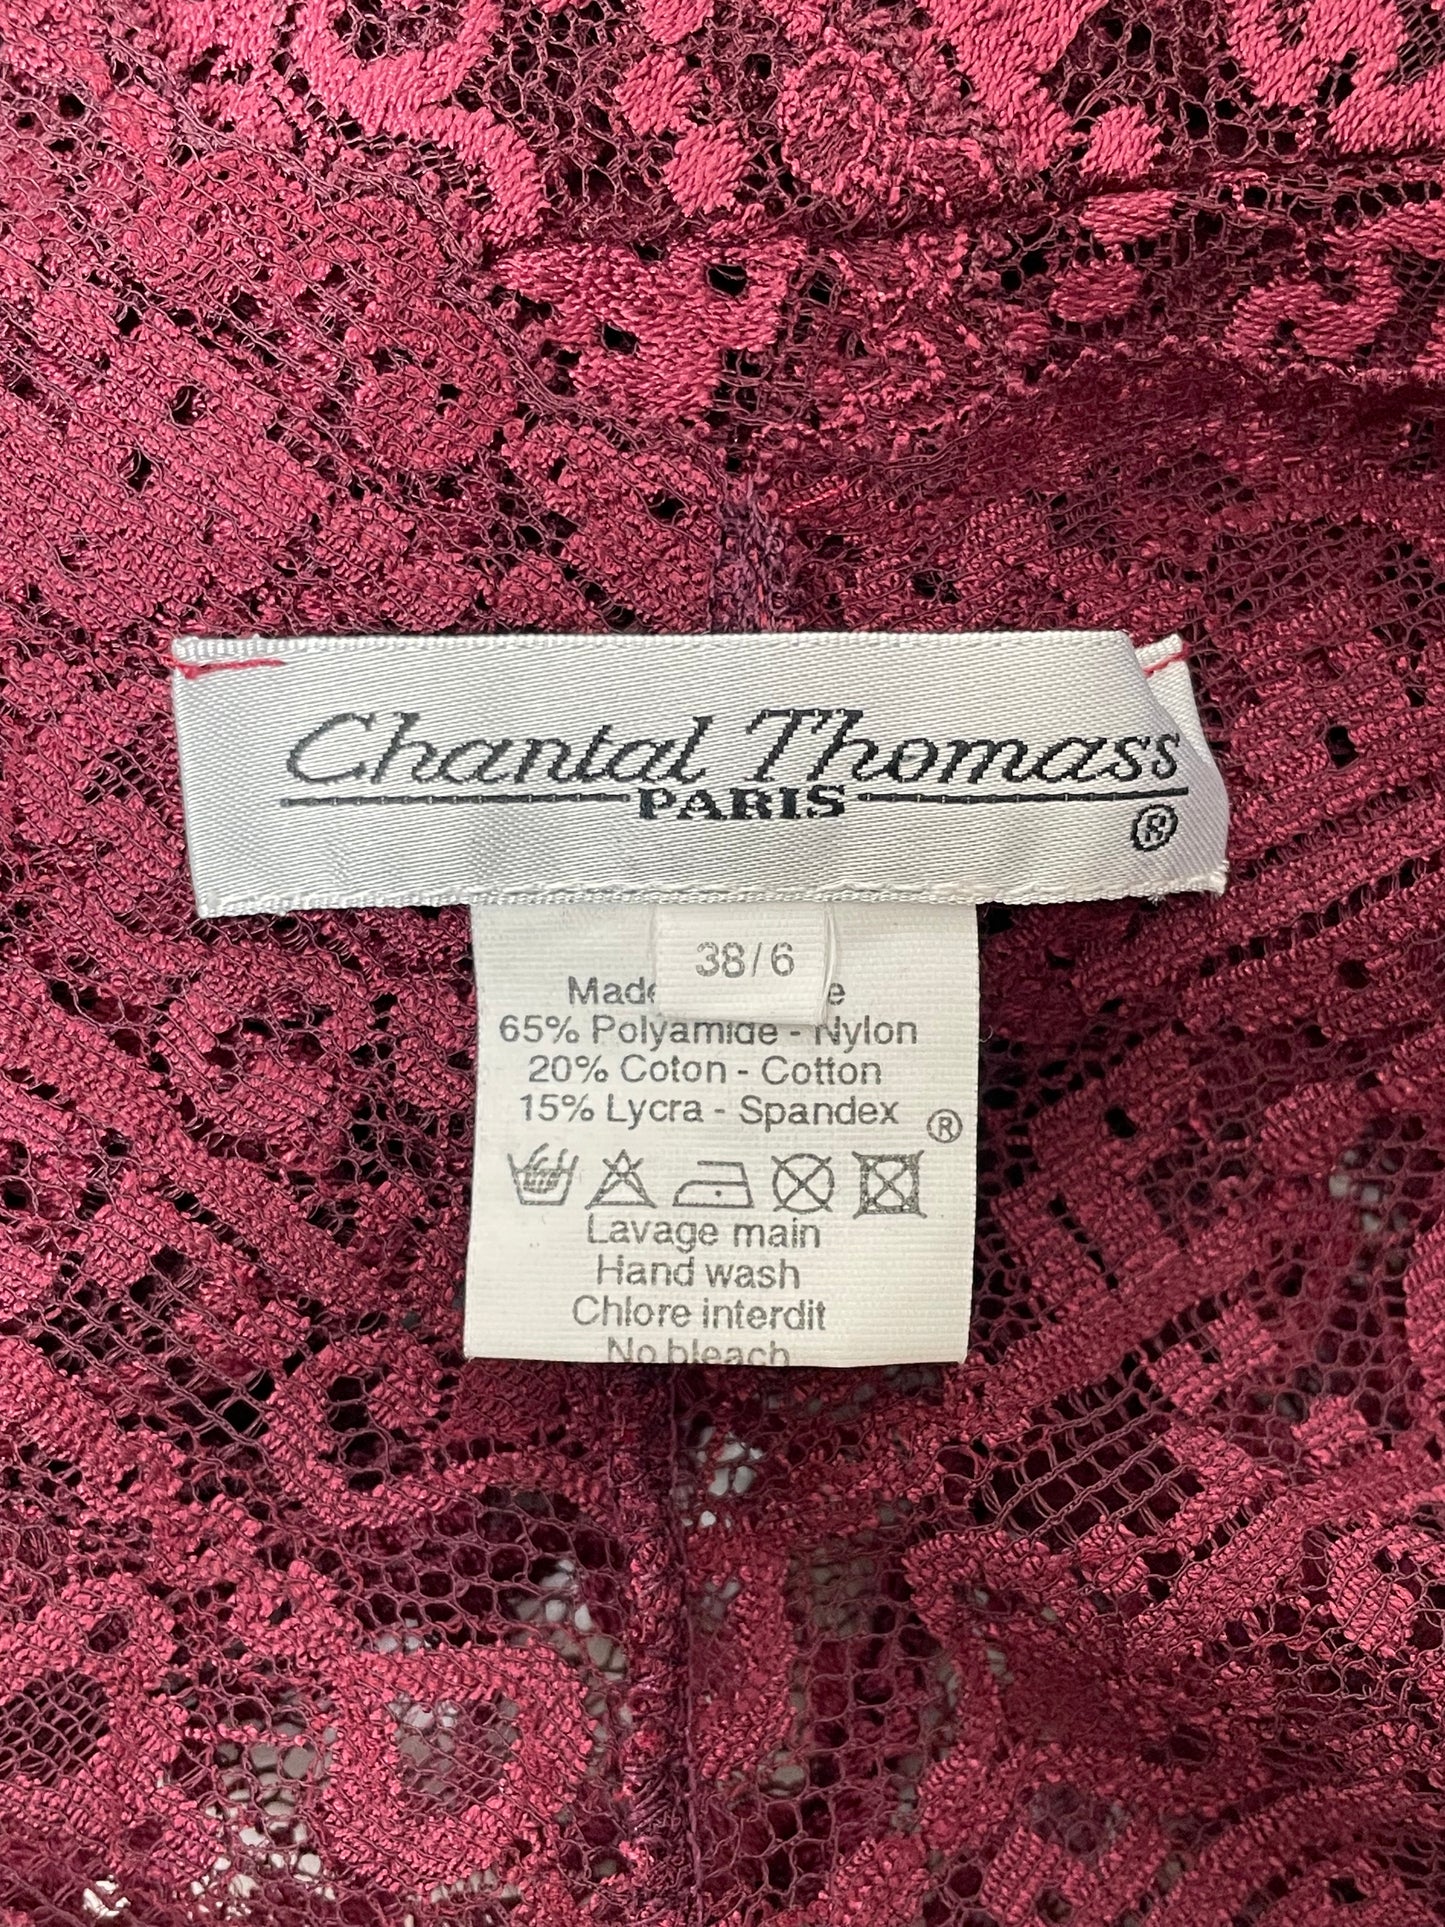 Chantal Thomass
PARIS
®
38/6
Made
65% Polyamide - Nylon
20% Coton - Cotton
15% Lycra - Spandex ®
Lavage main
Hand wash
Chlore interdit
No bleach